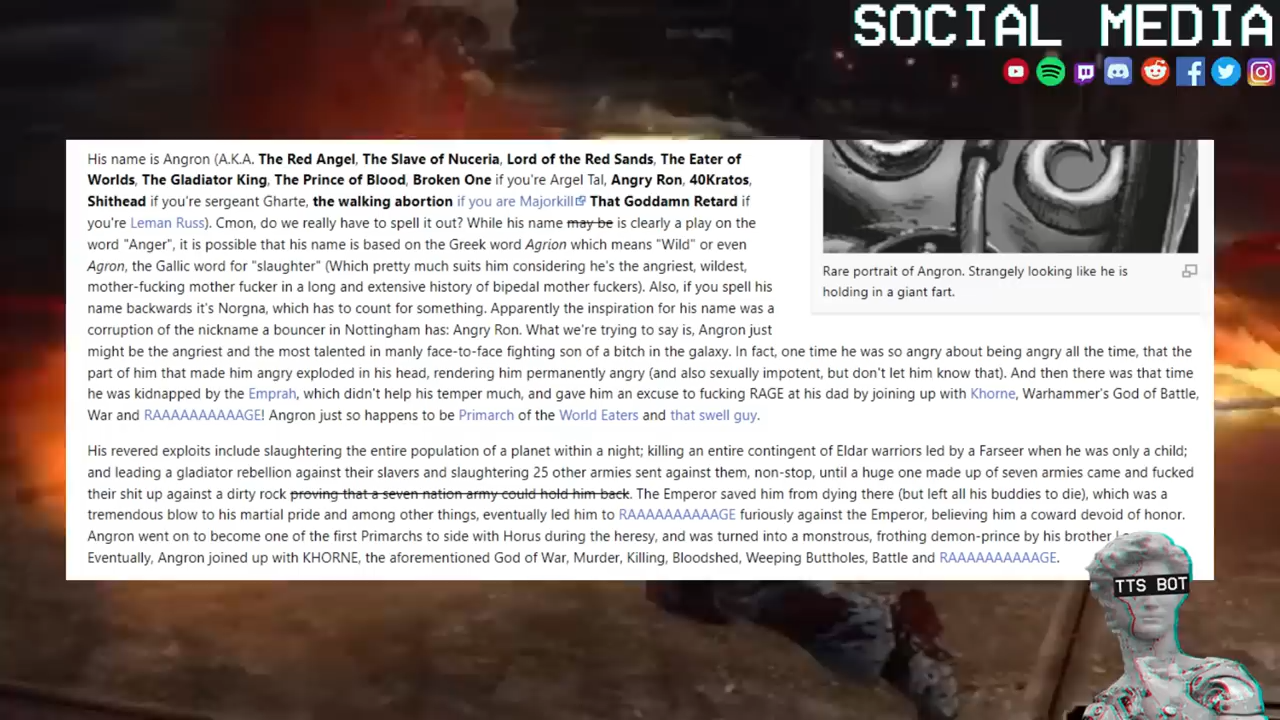 SOCIAL MEDIA
His name is Angron (A.K.A. The Red Angel, The Slave of Nuceria, Lord of the Red Sands, The Eater of
Worlds, The Gladiator King, The Prince of Blood, Broken One if you're Argel Tal, Angry Ron, 40Kratos,
Shithead if you're sergeant Gharte, the walking abortion if you are Majorkill That Goddamn Retard if
you're Leman Russ). Cmon, do we really have to spell it out? While his name may be is clearly a play on the
word "Anger", it is possible that his name is based on the Greek word Agrion which means "Wild" or even
Agron, the Gallic word for "slaughter" (Which pretty much suits him considering he's the angriest, wildest,
mother-fucking mother fucker in a long and extensive history of bipedal mother fuckers). Also, if you spell his
name backwards it's Norgna, which has to count for something. Apparently the inspiration for his name was a
corruption of the nickname a bouncer in Nottingham has: Angry Ron. What we're trying to say is, Angron just
might be the angriest and the most talented in manly face-to-face fighting son of a bitch in the galaxy. In fact, one time he was so angry about being angry all the time, that the
part of him that made him angry exploded in his head, rendering him permanently angry (and also sexually impotent, but don't let him know that). And then there was that time
he was kidnapped by the Emprah, which didn't help his temper much, and gave him an excuse to fucking RAGE at his dad by joining up with Khorne, Warhammer's God of Battle,
War and RAAAAAAAAAAGE! Angron just so happens to be Primarch of the World Eaters and that swell guy.
Rare portrait of Angron. Strangely looking like he is
holding in a giant fart.
His revered exploits include slaughtering the entire population of a planet within a night; killing an entire contingent of Eldar warriors led by a Farseer when he was only a child;
and leading a gladiator rebellion against their slavers and slaughtering 25 other armies sent against them, non-stop, until a huge one made up of seven armies came and fucked
their shit up against a dirty rock proving that a seven nation army could hold him back. The Emperor saved him from dying there (but left all his buddies to die), which was a
tremendous blow to his martial pride and among other things, eventually led him to RAAAAAAAAAAGE furiously against the Emperor, believing him a coward devoid of honor.
Angron went on to become one of the first Primarchs to side with Horus during the heresy, and was turned into a monstrous, frothing demon-prince by his brother
Eventually, Angron joined up with KHORNE, the aforementioned God of War, Murder, Killing, Bloodshed, Weeping Buttholes, Battle and RAAAAAAAAAAGE.
TTS BOT